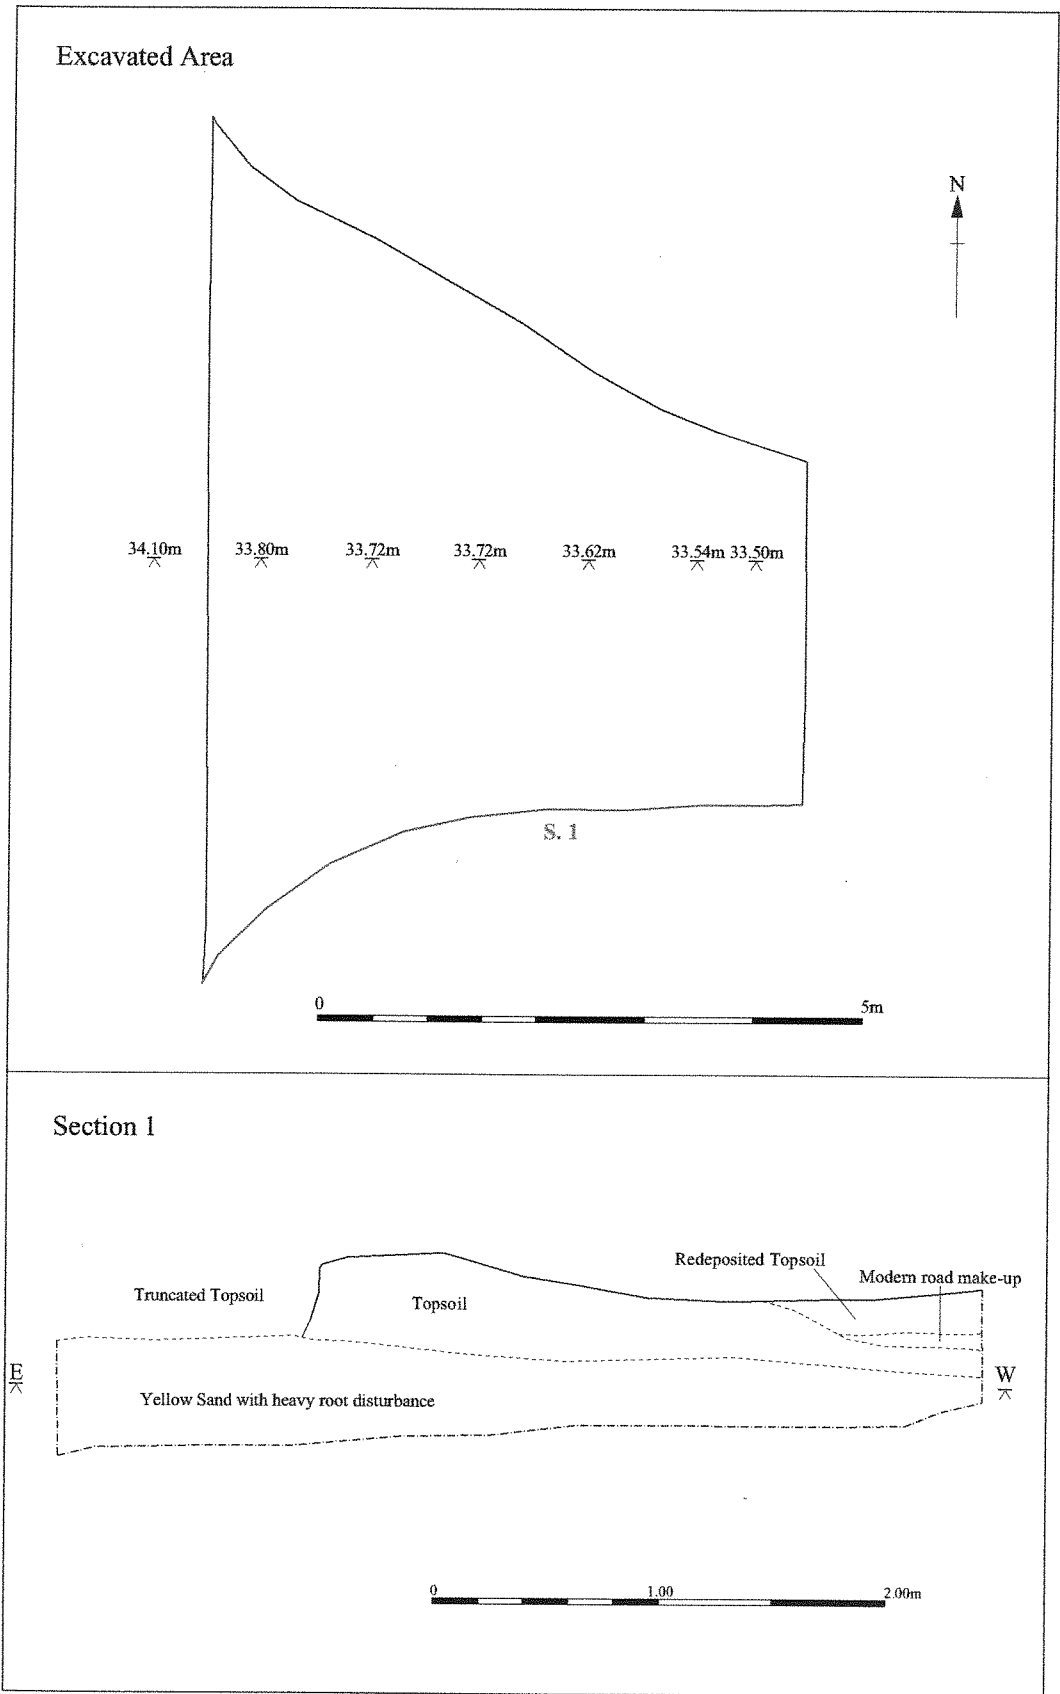 Excavated Area
N
34.10m 33.80m 33.72m 33.72m 33.62m 33.54m 33.50m
S. 1
0 5m
Section 1
Redeposited Topsoil
Modern road make-up
Truncated Topsoil
Topsoil
E
W
Yellow Sand with heavy root disturbance
0 1.00 2.00m